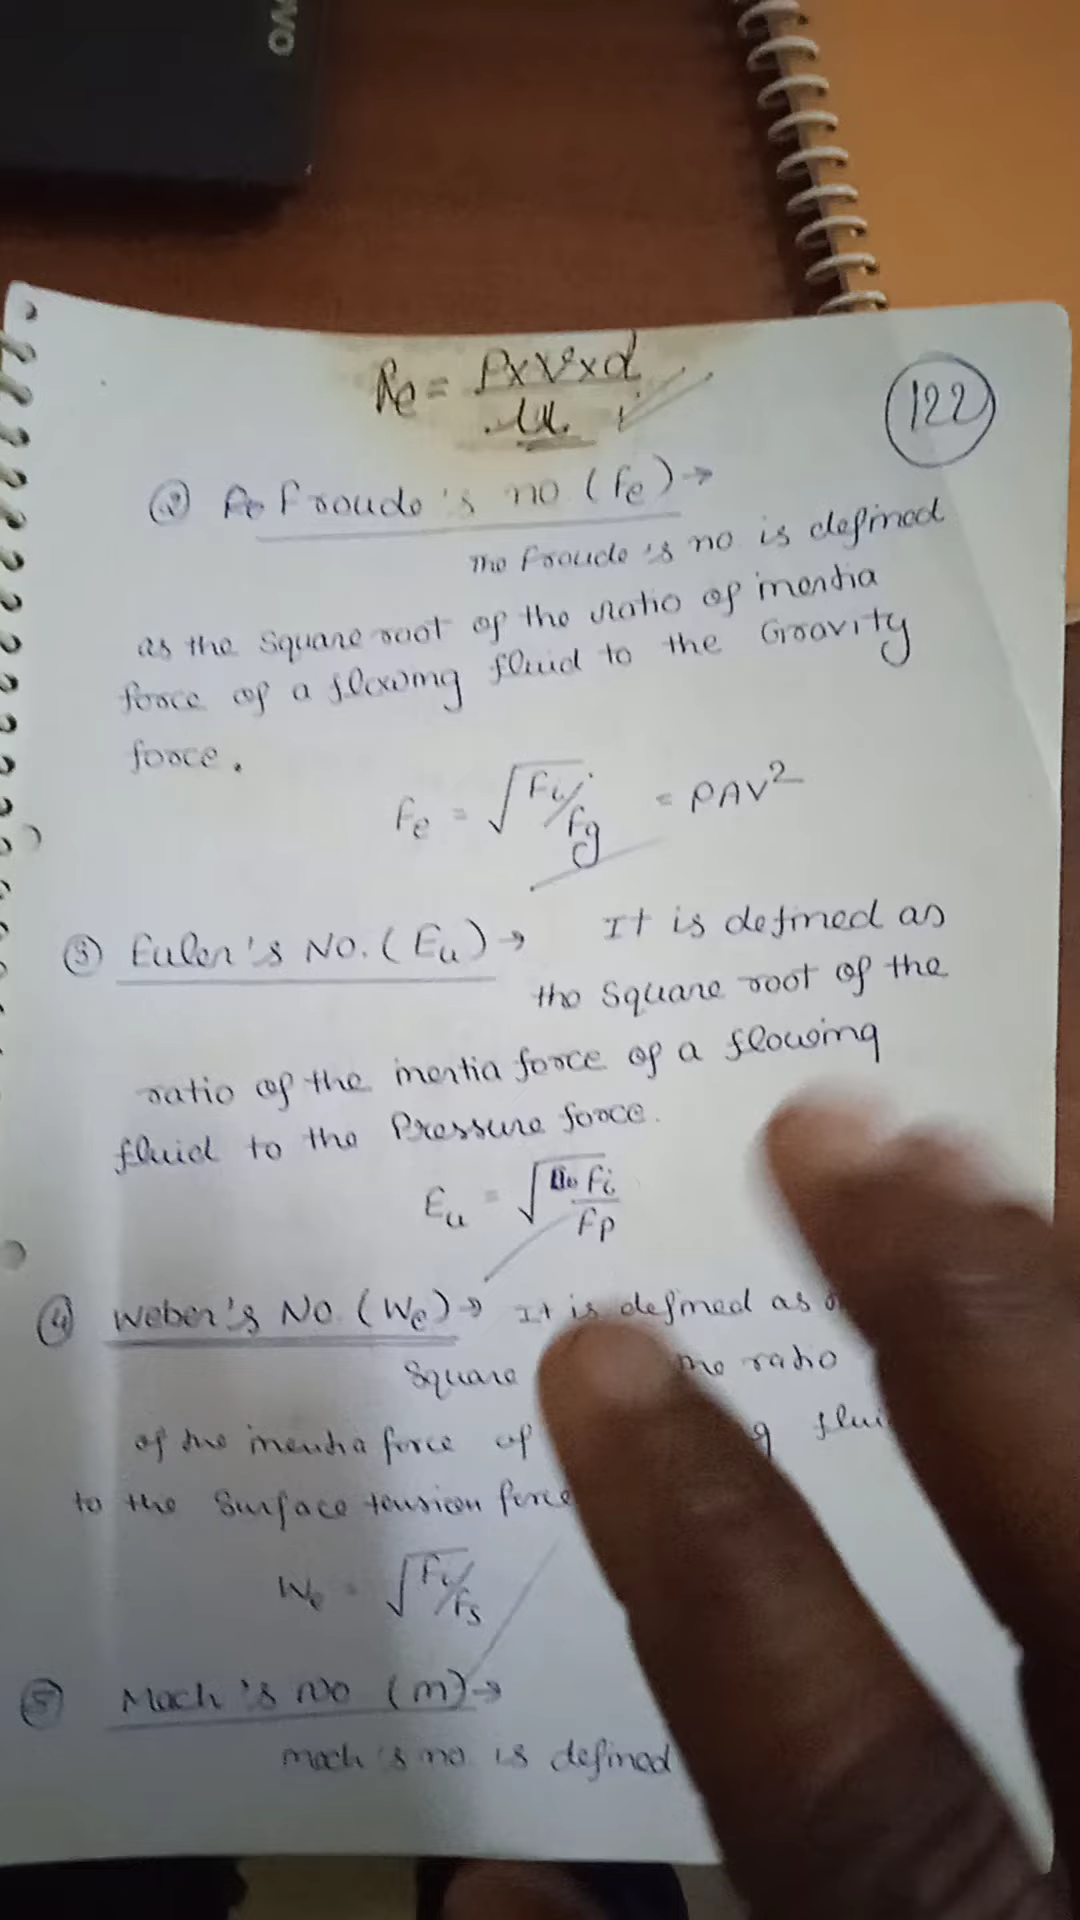 Re = ρ×V×d
μ
122
② Froude's no (Fe) →
The Froude's no is defined
as the square root of the ratio of inertia
force of a flowing fluid to the Gravity
force.
Fe = √Fi/Fg = ρAV²
③ Euler's No. (Eu) → It is defined as
the square root of the
ratio of the inertia force of a flowing
fluid to the Pressure force.
Eu = √Fi/Fp
④ Weber's No. (We) → It is defined as
Square the ratio
of the inertia force of
to the Surface tension force
We = √Fi/Fs
⑤ Mach's No (m) →
mach's no. is defined